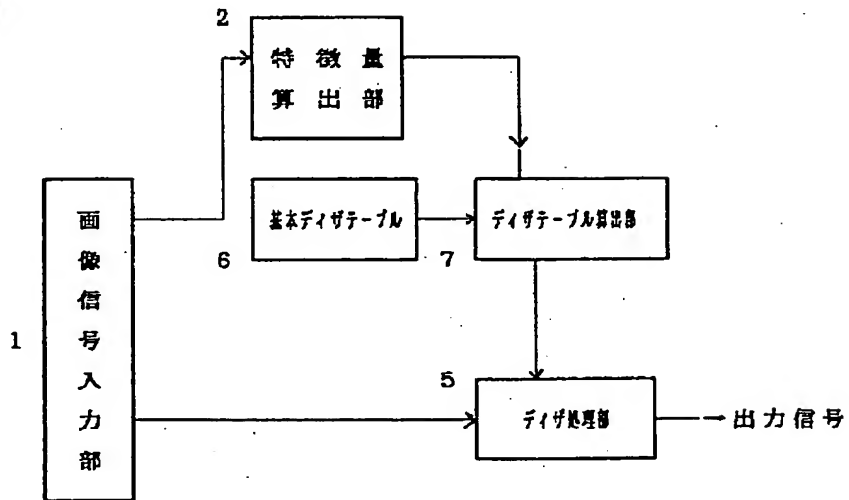 2
特徴量
算出部
基本ディザテーブル
ディザテーブル算出部
6
7
画像信号入力部
1
5
ディザ処理部
出力信号